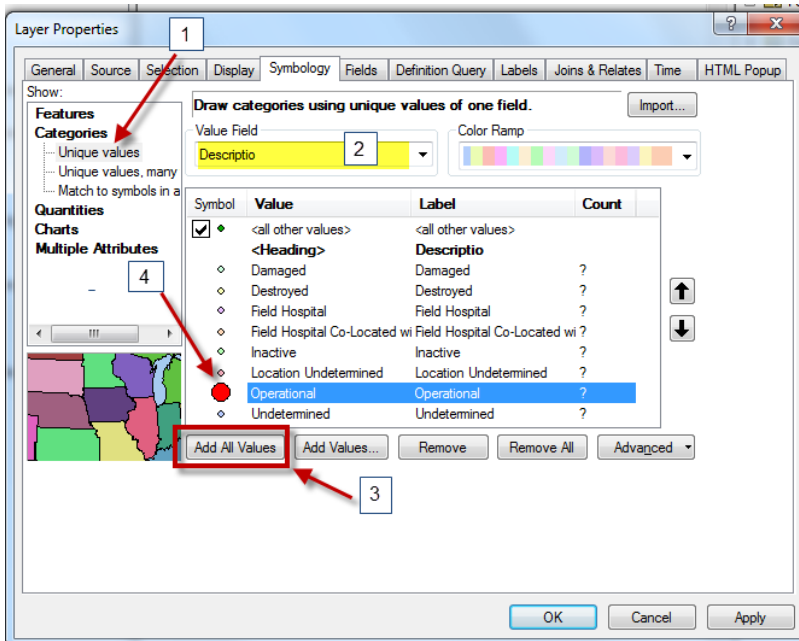 Layer Properties
1
General Source Selection Display Symbology Fields Definition Query Labels Joins & Relates Time HTML Popup
Show:
Features
Categories
Unique values
Unique values, many
Match to symbols in a
Quantities
Charts
Multiple Attributes
Draw categories using unique values of one field.
Import...
Value Field
Descriptio
2
Color Ramp
Symbol Value Label Count
<all other values> <all other values>
<Heading> Descriptio
Damaged Damaged ?
Destroyed Destroyed ?
Field Hospital Field Hospital ?
Field Hospital Co-Located wi Field Hospital Co-Located wi ?
Inactive Inactive ?
Location Undetermined Location Undetermined ?
Operational Operational ?
Undetermined Undetermined ?
4
Add All Values Add Values... Remove Remove All Advanced
3
OK Cancel Apply